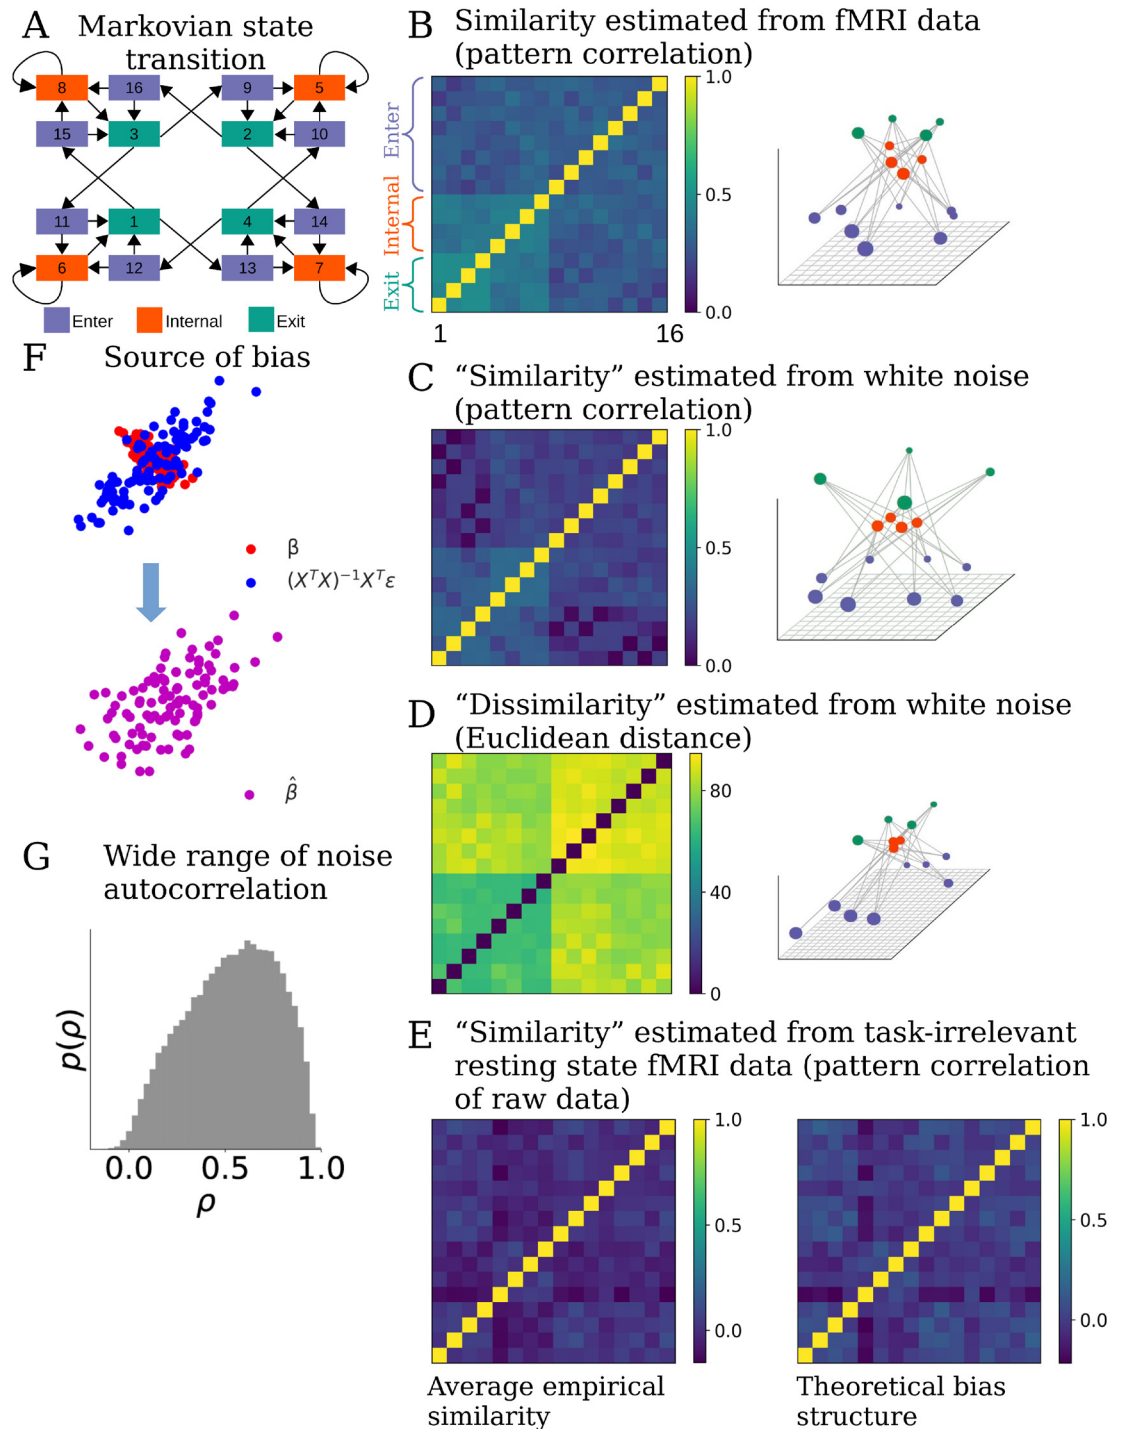 A Markovian state
transition
8 16 9 5
15 3 2 10
11 1 4 14
6 12 13 7
Enter Internal Exit
B Similarity estimated from fMRI data
(pattern correlation)
Enter
Internal
Exit
1 16
1.0
0.5
0.0
C “Similarity” estimated from white noise
(pattern correlation)
1.0
0.5
0.0
D “Dissimilarity” estimated from white noise
(Euclidean distance)
80
40
0
E “Similarity” estimated from task-irrelevant
resting state fMRI data (pattern correlation
of raw data)
1.0
0.5
0.0
Average empirical
similarity
1.0
0.5
0.0
Theoretical bias
structure
F Source of bias
β
(XᵀX)⁻¹Xᵀε
β̂
G Wide range of noise
autocorrelation
p(ρ)
0.0 0.5 1.0
ρ